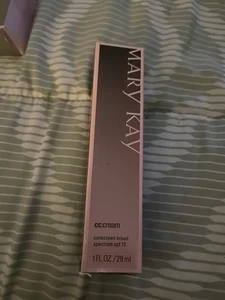 MARY KAY
cc cream
sunscreen broad
spectrum spf 15
1 FL.OZ./29 ml